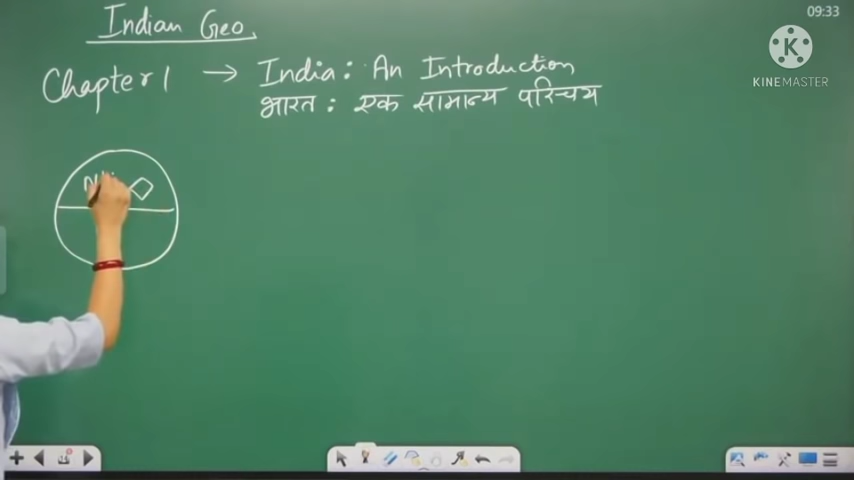 09:33
Indian Geo.
KINEMASTER
Chapter 1 → India: An Introduction
भारत : एक सामान्य परिचय